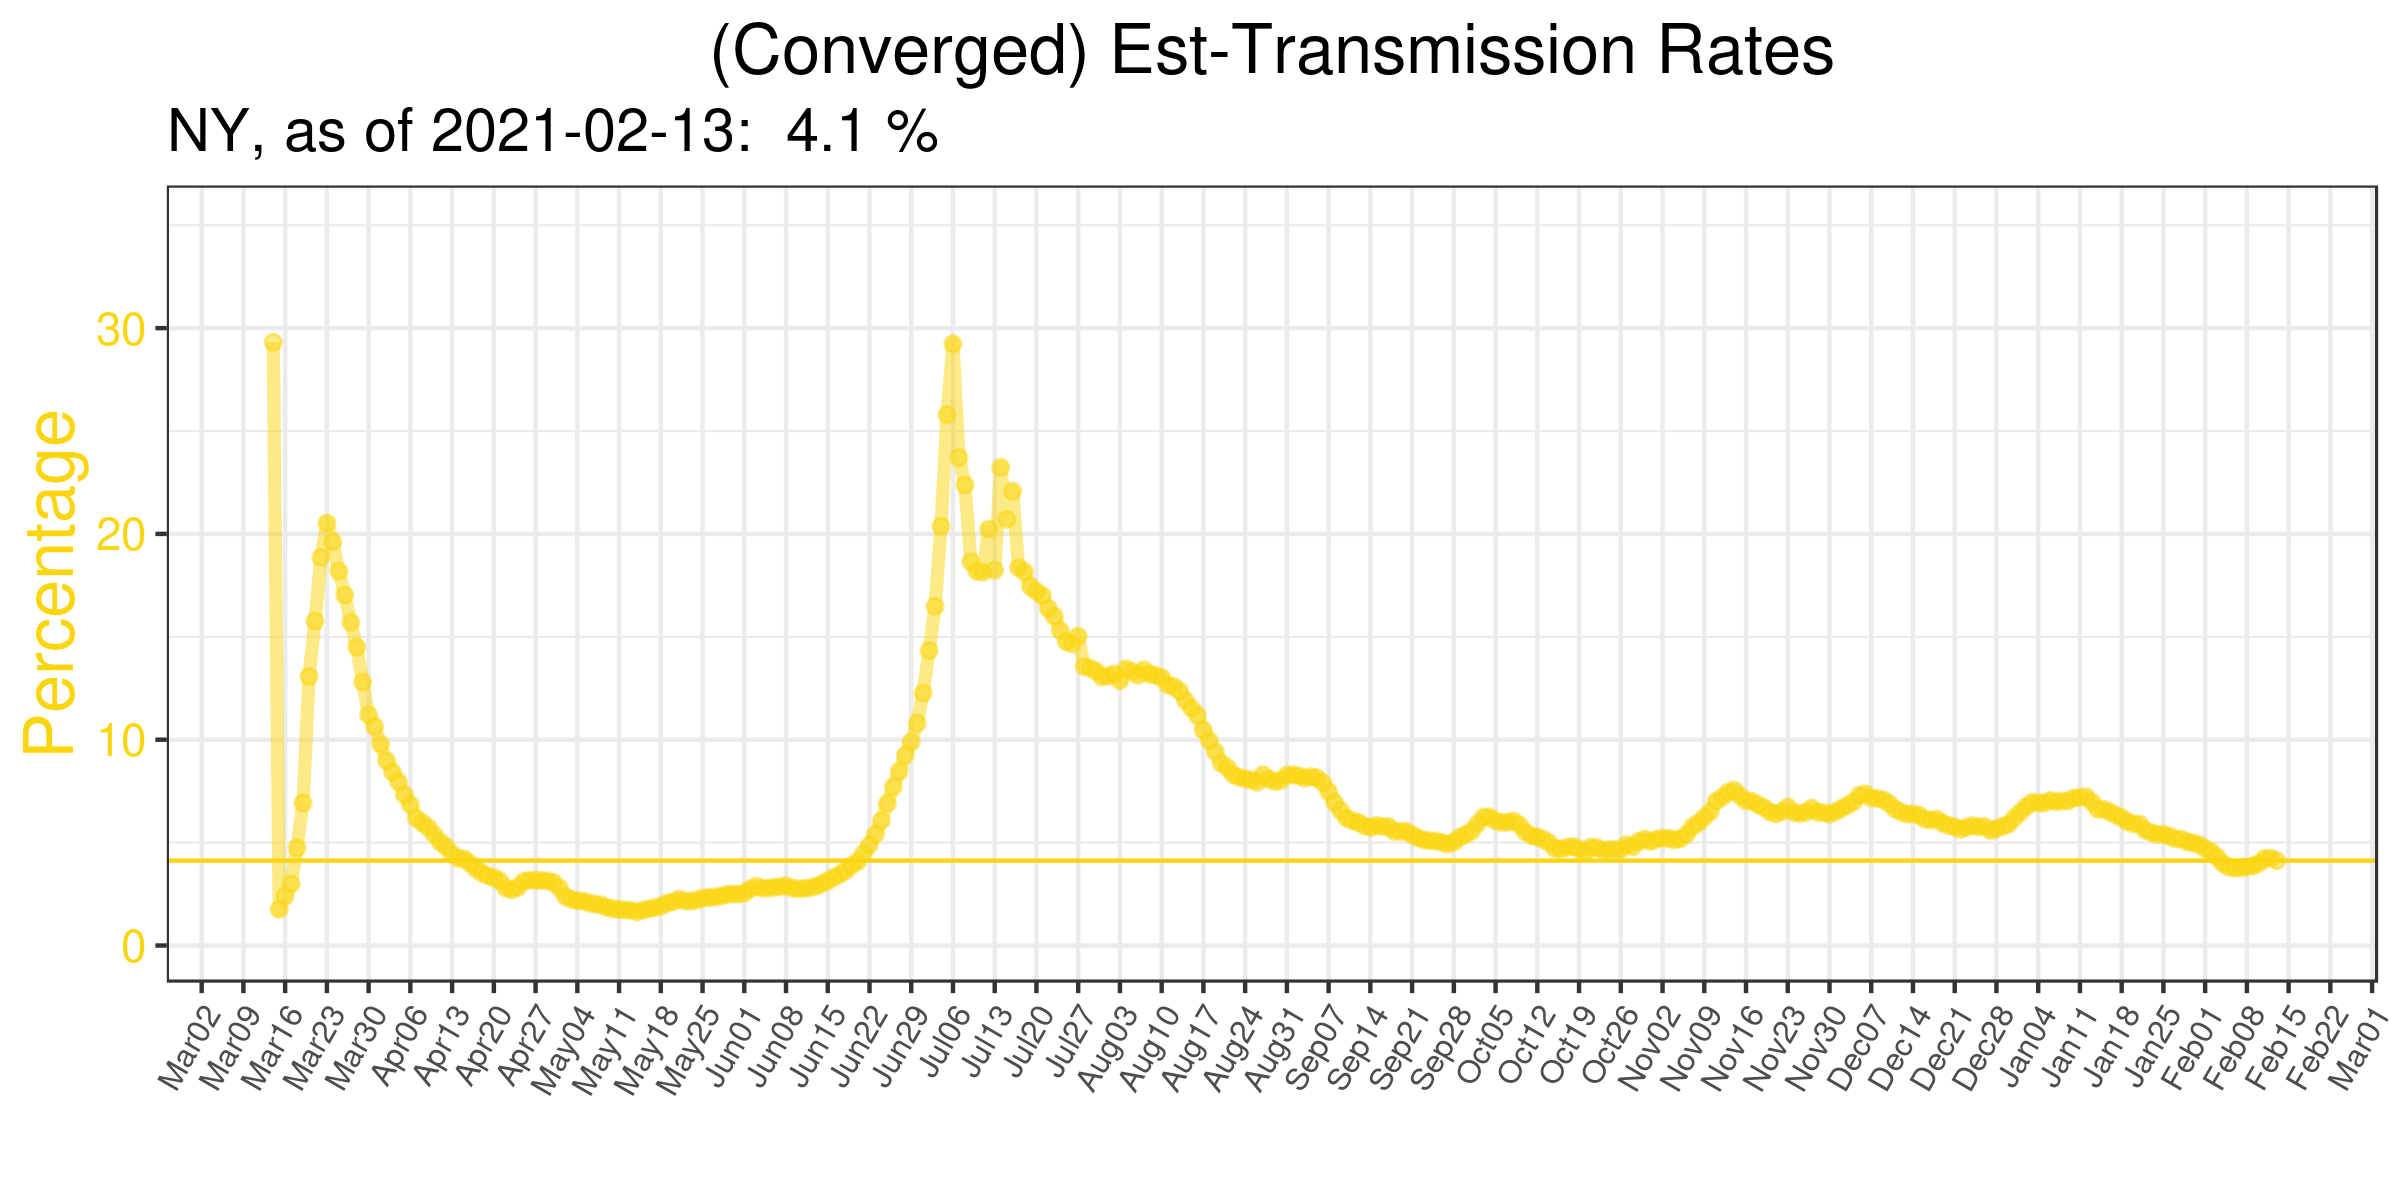 (Converged) Est-Transmission Rates
NY, as of 2021-02-13:  4.1 %
Percentage
30
20
10
0
Mar02
Mar09
Mar16
Mar23
Mar30
Apr06
Apr13
Apr20
Apr27
May04
May11
May18
May25
Jun01
Jun08
Jun15
Jun22
Jun29
Jul06
Jul13
Jul20
Jul27
Aug03
Aug10
Aug17
Aug24
Aug31
Sep07
Sep14
Sep21
Sep28
Oct05
Oct12
Oct19
Oct26
Nov02
Nov09
Nov16
Nov23
Nov30
Dec07
Dec14
Dec21
Dec28
Jan04
Jan11
Jan18
Jan25
Feb01
Feb08
Feb15
Feb22
Mar01